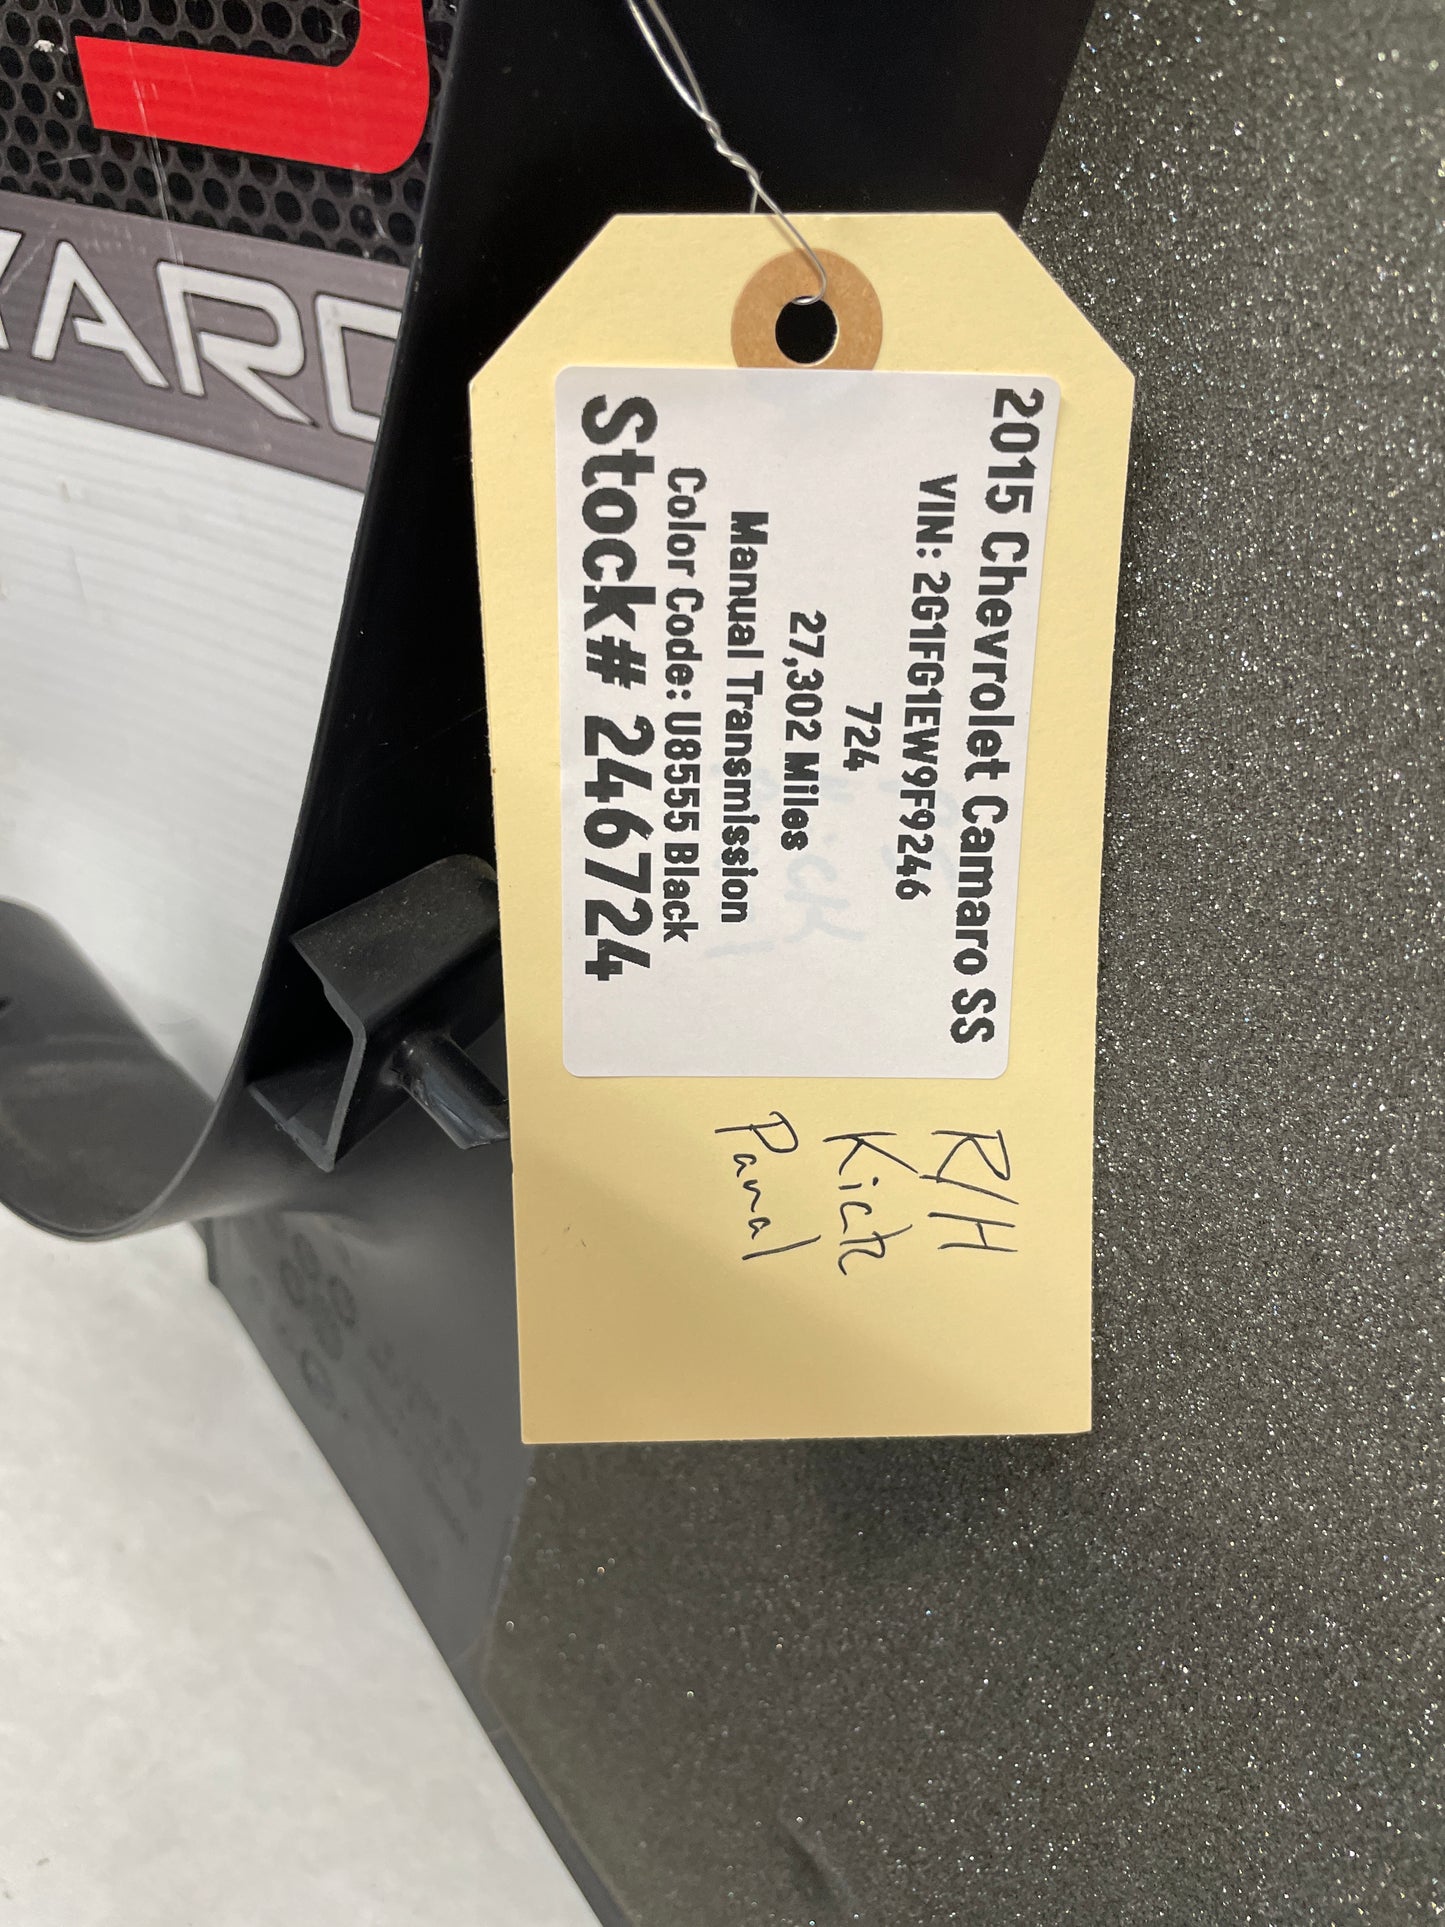 2015 Chevrolet Camaro SS
VIN: 2G1FG1EW9F9246
724
27,302 Miles
Manual Transmission
Color Code: U8555 Black
Stock# 246724
R/H
Kick
Panal
YARD